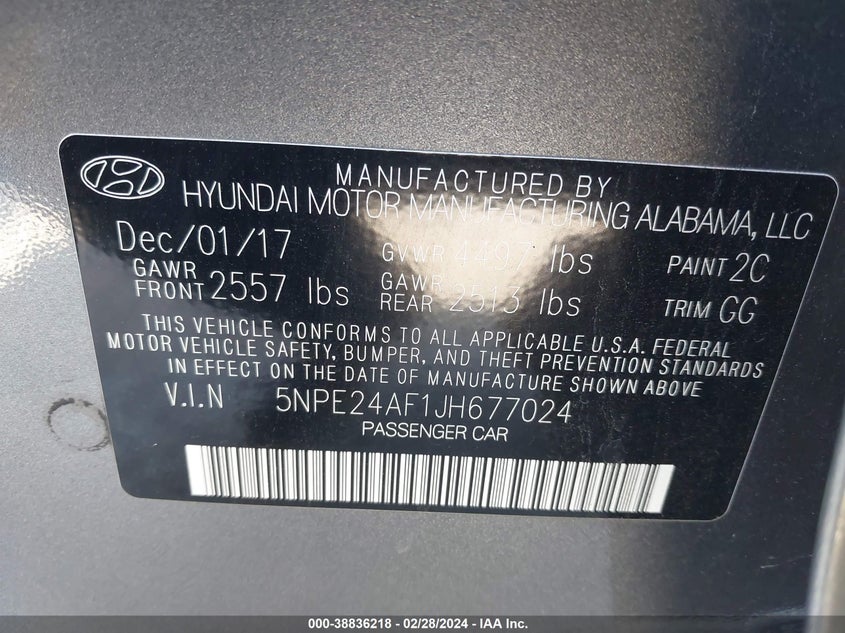 MANUFACTURED BY
HYUNDAI MOTOR MANUFACTURING ALABAMA, LLC
Dec/01/17 GVWR 4497 lbs PAINT 2C
GAWR FRONT 2557 lbs GAWR REAR 2513 lbs TRIM GG
THIS VEHICLE CONFORMS TO ALL APPLICABLE U.S.A. FEDERAL
MOTOR VEHICLE SAFETY, BUMPER, AND THEFT PREVENTION STANDARDS
IN EFFECT ON THE DATE OF MANUFACTURE SHOWN ABOVE
V.I.N 5NPE24AF1JH677024
PASSENGER CAR
000-38836218 - 02/28/2024 - IAA Inc.